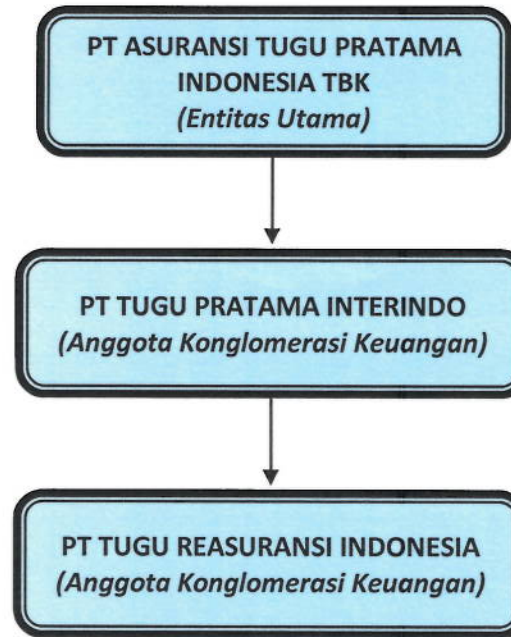 PT ASURANSI TUGU PRATAMA
INDONESIA TBK
(Entitas Utama)
PT TUGU PRATAMA INTERINDO
(Anggota Konglomerasi Keuangan)
PT TUGU REASURANSI INDONESIA
(Anggota Konglomerasi Keuangan)